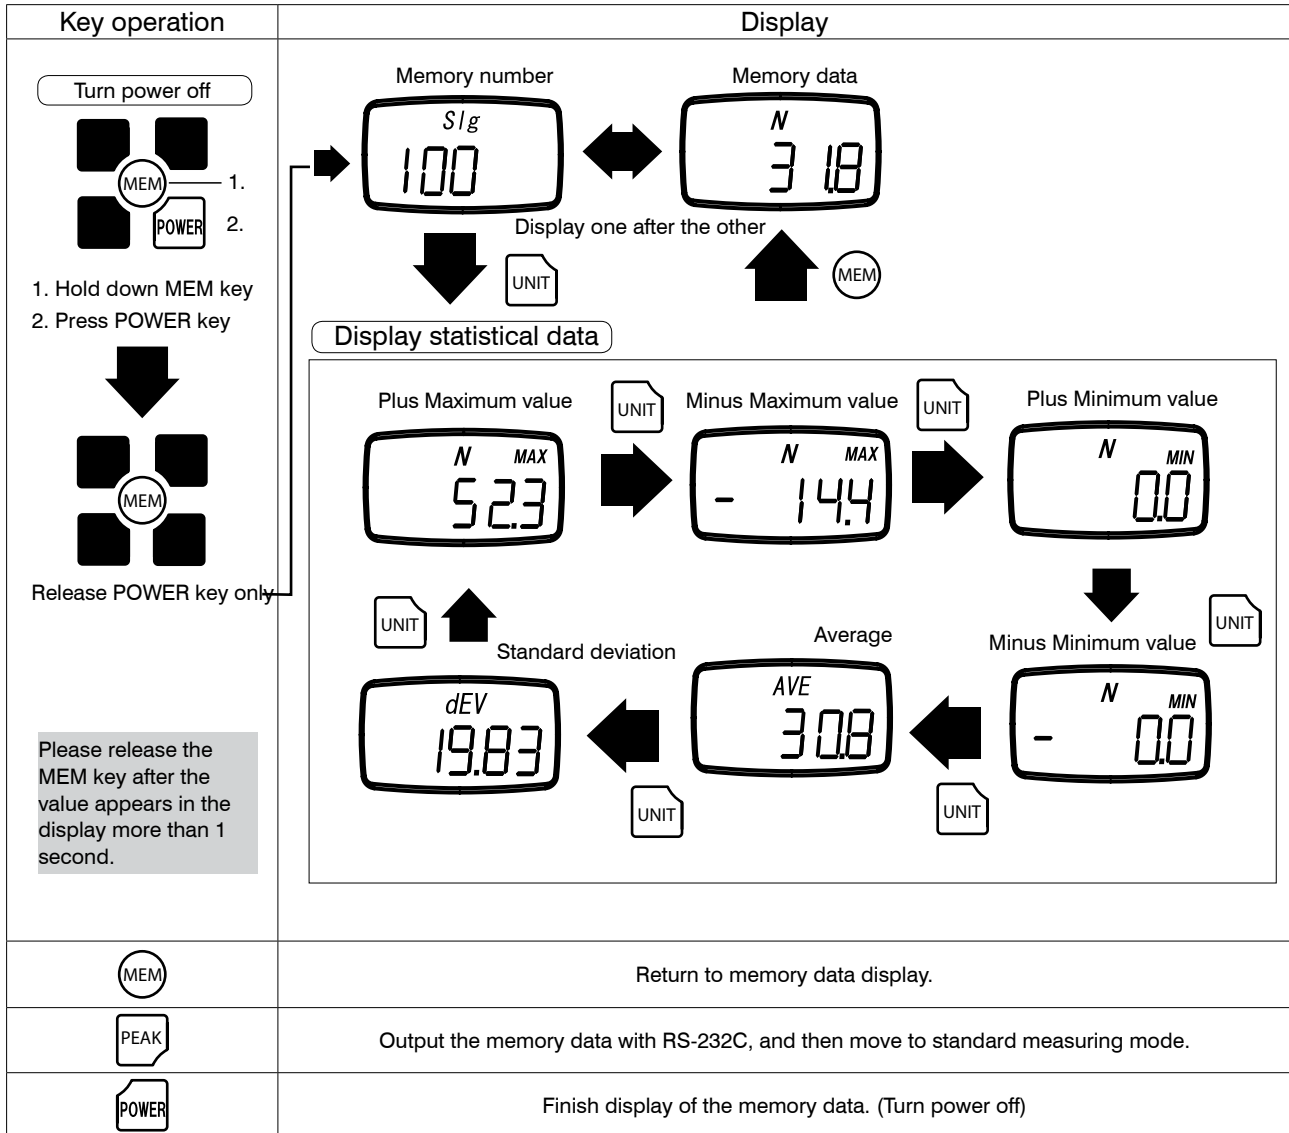 Key operation
Display
Turn power off
MEM
1.
POWER
2.
1. Hold down MEM key
2. Press POWER key
MEM
Release POWER key only
Please release the
MEM key after the
value appears in the
display more than 1
second.
Memory number
Memory data
SIg
100
N
31.8
Display one after the other
UNIT
MEM
Display statistical data
Plus Maximum value
UNIT
Minus Maximum value
UNIT
Plus Minimum value
N MAX
52.3
N MAX
- 14.4
N MIN
0.0
UNIT
Standard deviation
Average
Minus Minimum value
UNIT
dEV
19.83
AVE
30.8
N MIN
- 0.0
UNIT
UNIT
MEM
Return to memory data display.
PEAK
Output the memory data with RS-232C, and then move to standard measuring mode.
POWER
Finish display of the memory data. (Turn power off)